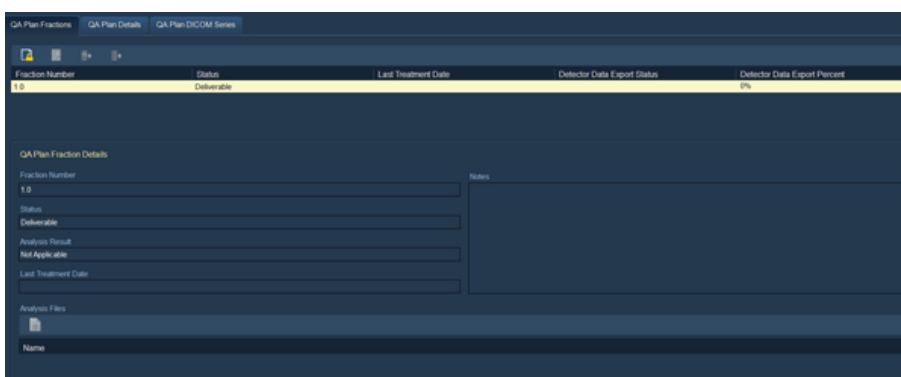 QA Plan Fractions QA Plan Details QA Plan DICOM Series
Fraction Number Status Last Treatment Date Detector Data Export Status Detector Data Export Percent
1.0 Deliverable 0%
QA Plan Fraction Details
Fraction Number Notes
1.0
Status
Deliverable
Analysis Result
Not Applicable
Last Treatment Date
Analysis Files
Name